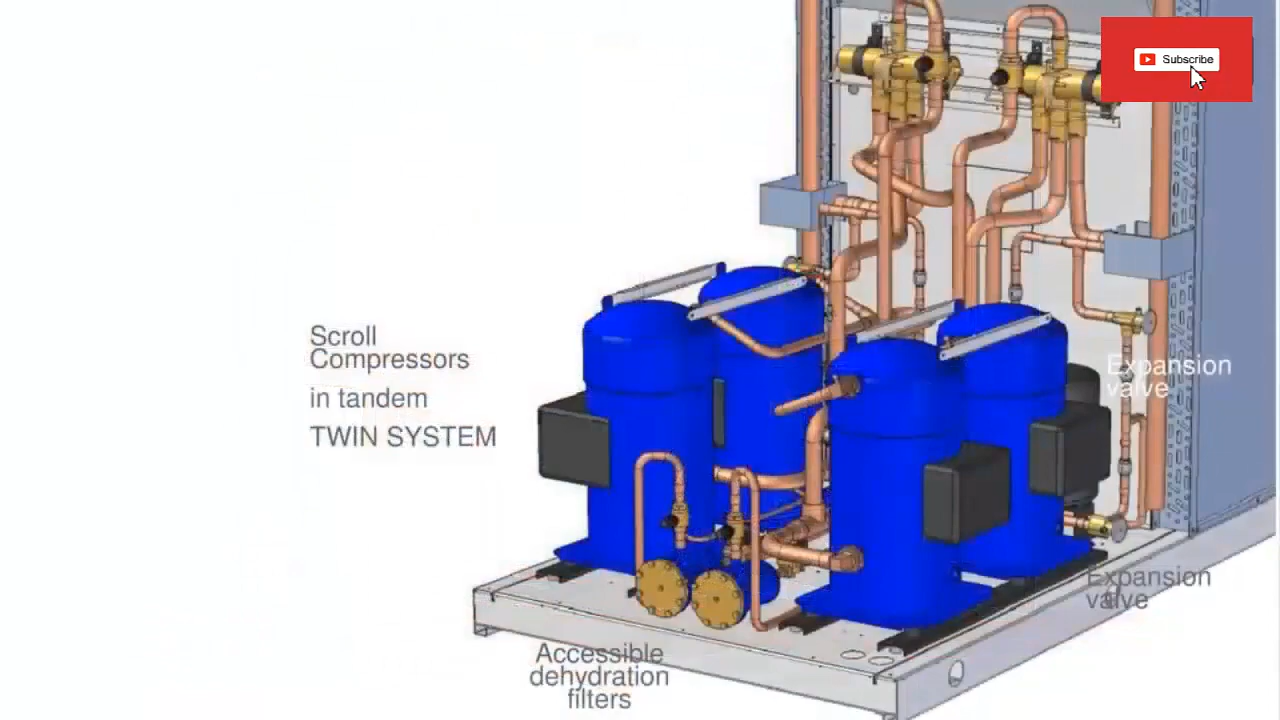 Subscribe
Scroll
Compressors
in tandem
TWIN SYSTEM
Expansion
valve
Expansion
valve
Accessible
dehydration
filters